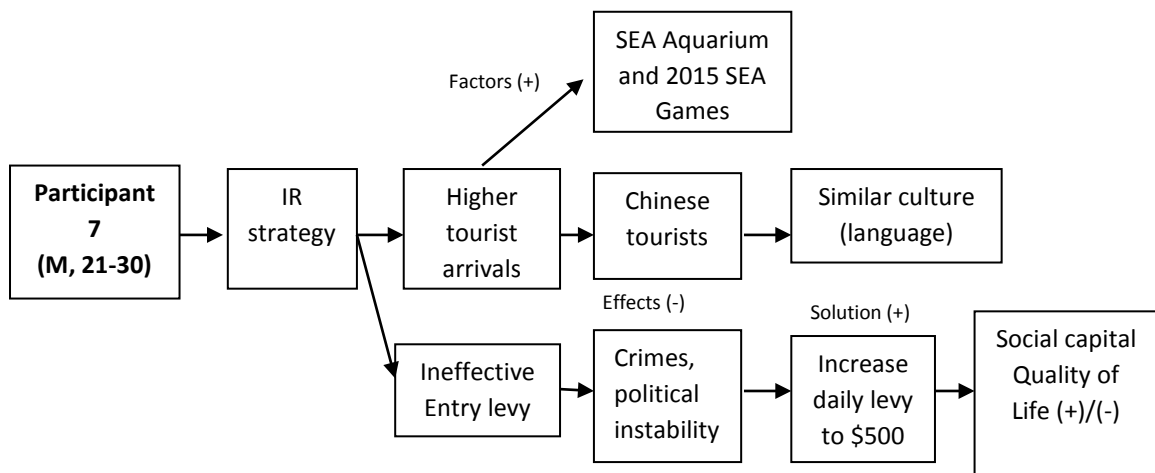 SEA Aquarium
and 2015 SEA
Games
Factors (+)
Participant
7
(M, 21-30)
IR
strategy
Higher
tourist
arrivals
Chinese
tourists
Similar culture
(language)
Effects (-)
Solution (+)
Ineffective
Entry levy
Crimes,
political
instability
Increase
daily levy
to $500
Social capital
Quality of
Life (+)/(-)